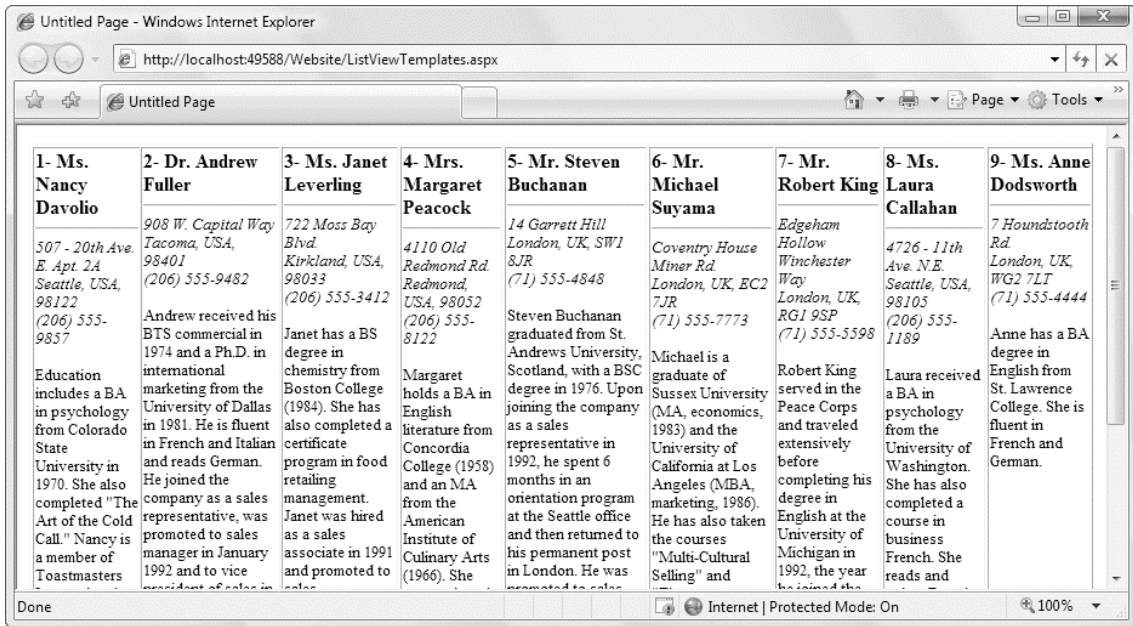 Untitled Page - Windows Internet Explorer
http://localhost:49588/Website/ListViewTemplates.aspx
Untitled Page
Page
Tools
1- Ms.
Nancy
Davolio
507 - 20th Ave.
E. Apt. 2A
Seattle, USA,
98122
(206) 555-
9857
Education
includes a BA
in psychology
from Colorado
State
University in
1970. She also
completed "The
Art of the Cold
Call." Nancy is
a member of
Toastmasters
2- Dr. Andrew
Fuller
908 W. Capital Way
Tacoma, USA,
98401
(206) 555-9482
Andrew received his
BTS commercial in
1974 and a Ph.D. in
international
marketing from the
University of Dallas
in 1981. He is fluent
in French and Italian
and reads German.
He joined the
company as a sales
representative, was
promoted to sales
manager in January
1992 and to vice
president of sales in
3- Ms. Janet
Leverling
722 Moss Bay
Blvd.
Kirkland, USA,
98033
(206) 555-3412
Janet has a BS
degree in
chemistry from
Boston College
(1984). She has
also completed a
certificate
program in food
retailing
management.
Janet was hired
as a sales
associate in 1991
and promoted to
sales
4- Mrs.
Margaret
Peacock
4110 Old
Redmond Rd.
Redmond,
USA, 98052
(206) 555-
8122
Margaret
holds a BA in
English
literature from
Concordia
College (1958)
and an MA
from the
American
Institute of
Culinary Arts
(1966). She
5- Mr. Steven
Buchanan
14 Garrett Hill
London, UK, SW1
8JR
(71) 555-4848
Steven Buchanan
graduated from St.
Andrews University,
Scotland, with a BSC
degree in 1976. Upon
joining the company
as a sales
representative in
1992, he spent 6
months in an
orientation program
at the Seattle office
and then returned to
his permanent post
in London. He was
promoted to sales
6- Mr.
Michael
Suyama
Coventry House
Miner Rd.
London, UK, EC2
7JR
(71) 555-7773
Michael is a
graduate of
Sussex University
(MA, economics,
1983) and the
University of
California at Los
Angeles (MBA,
marketing, 1986).
He has also taken
the courses
"Multi-Cultural
Selling" and
7- Mr.
Robert King
Edgeham
Hollow
Winchester
Way
London, UK,
RG1 9SP
(71) 555-5598
Robert King
served in the
Peace Corps
and traveled
extensively
before
completing his
degree in
English at the
University of
Michigan in
1992, the year
he joined the
8- Ms.
Laura
Callahan
4726 - 11th
Ave. N.E.
Seattle, USA,
98105
(206) 555-
1189
Laura received
a BA in
psychology
from the
University of
Washington.
She has also
completed a
course in
business
French. She
reads and
9- Ms. Anne
Dodsworth
7 Houndstooth
Rd.
London, UK,
WG2 7LT
(71) 555-4444
Anne has a BA
degree in
English from
St. Lawrence
College. She is
fluent in
French and
German.
Done
Internet | Protected Mode: On
100%